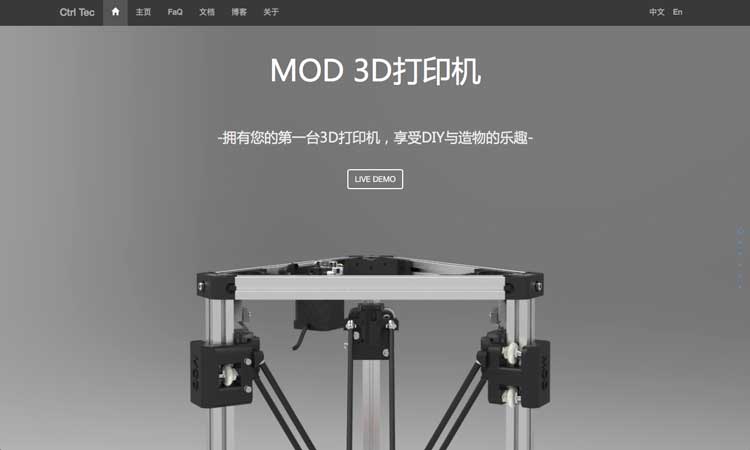 Ctrl Tec 主页 FaQ 文档 博客 关于 中文 En
MOD 3D打印机
-拥有您的第一台3D打印机，享受DIY与造物的乐趣-
LIVE DEMO